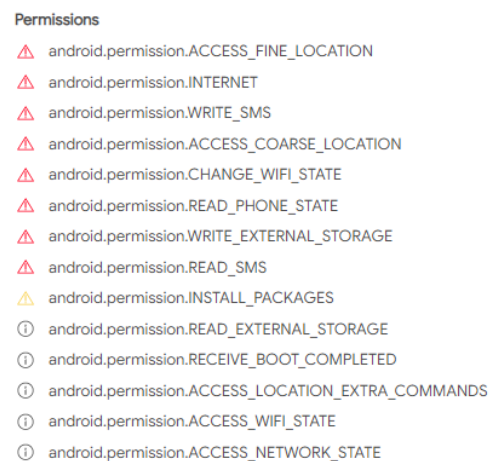 Permissions
android.permission.ACCESS_FINE_LOCATION
android.permission.INTERNET
android.permission.WRITE_SMS
android.permission.ACCESS_COARSE_LOCATION
android.permission.CHANGE_WIFI_STATE
android.permission.READ_PHONE_STATE
android.permission.WRITE_EXTERNAL_STORAGE
android.permission.READ_SMS
android.permission.INSTALL_PACKAGES
android.permission.READ_EXTERNAL_STORAGE
android.permission.RECEIVE_BOOT_COMPLETED
android.permission.ACCESS_LOCATION_EXTRA_COMMANDS
android.permission.ACCESS_WIFI_STATE
android.permission.ACCESS_NETWORK_STATE